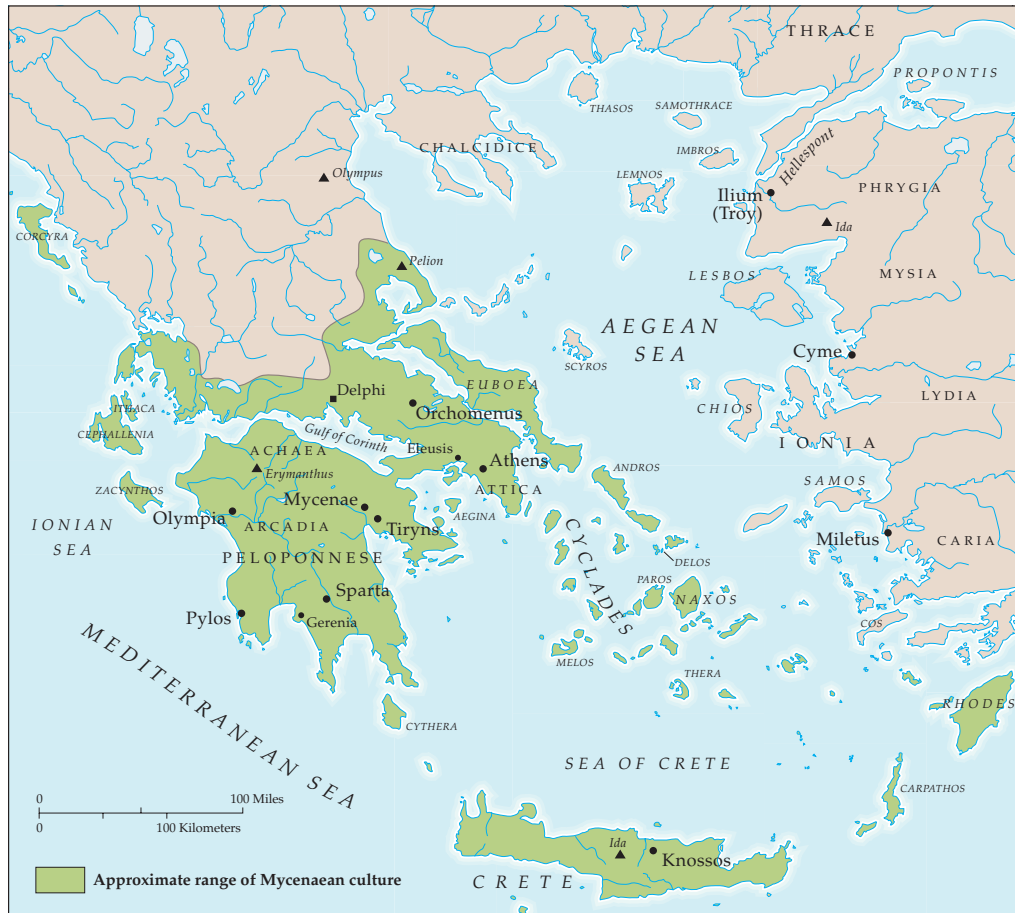 THRACE
PROPONTIS
THASOS
SAMOTHRACE
CHALCIDICE
IMBROS
Hellespont
Olympus
LEMNOS
PHRYGIA
Ilium
(Troy)
Ida
CORCYRA
Pelion
LESBOS
MYSIA
AEGEAN
SEA
Cyme
SCYROS
Delphi
EUBOEA
LYDIA
ITHACA
Orchomenus
CHIOS
CEPHALLENIA
Gulf of Corinth
IONIA
ACHAEA
Eleusis
Athens
Erymanthus
ANDROS
ZACYNTHOS
Mycenae
ATTICA
SAMOS
Olympia
AEGINA
IONIAN
SEA
ARCADIA
Tiryns
Miletus
CARIA
PELOPONNESE
CYCLADES
DELOS
PAROS
Sparta
NAXOS
Pylos
Gerenia
COS
MELOS
THERA
MEDITERRANEAN SEA
RHODES
CYTHERA
SEA OF CRETE
CARPATHOS
0 100 Miles
0 100 Kilometers
Ida
Knossos
Approximate range of Mycenaean culture
CRETE